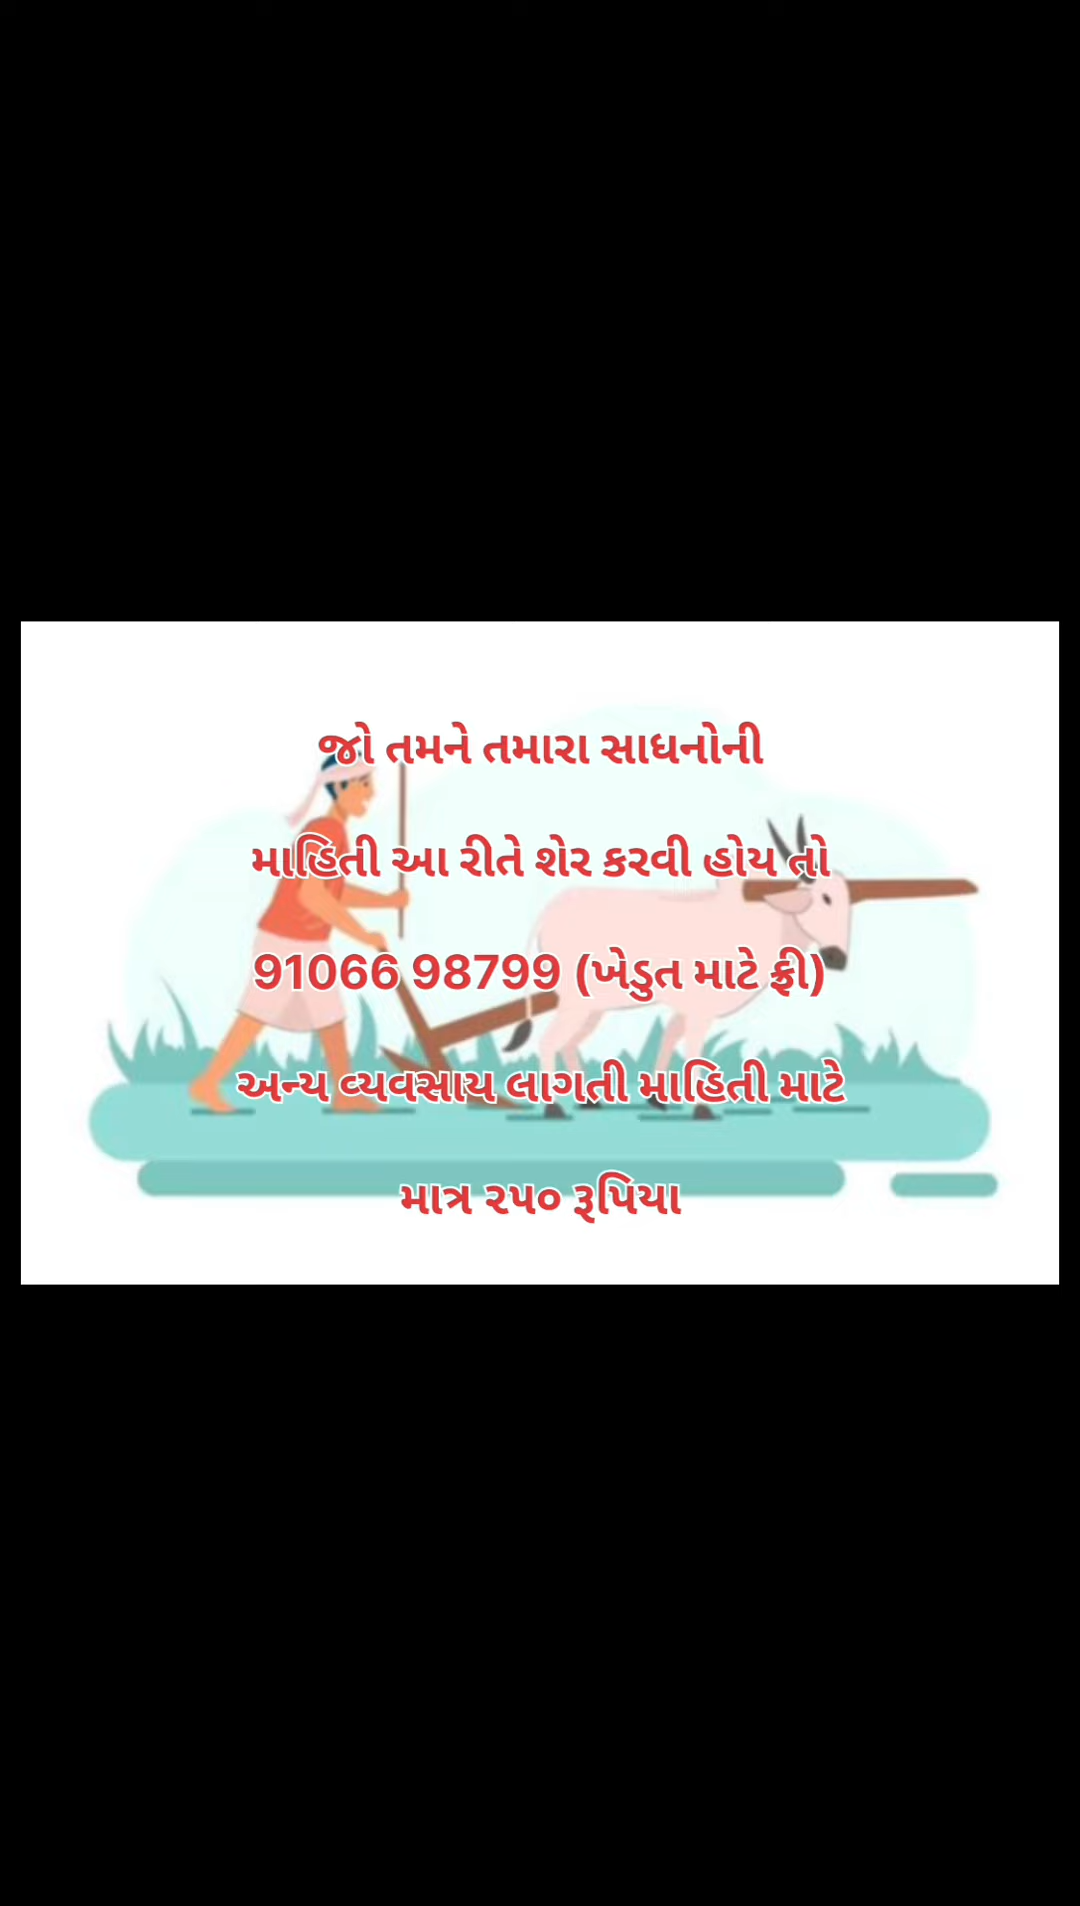 જો તમને તમારા સાધનોની
માહિતી આ રીતે શેર કરવી હોય તો
91066 98799 (ખેડુત માટે ફ્રી)
અન્ય વ્યવસાય લાગતી માહિતી માટે
માત્ર ૨૫૦ રૂપિયા